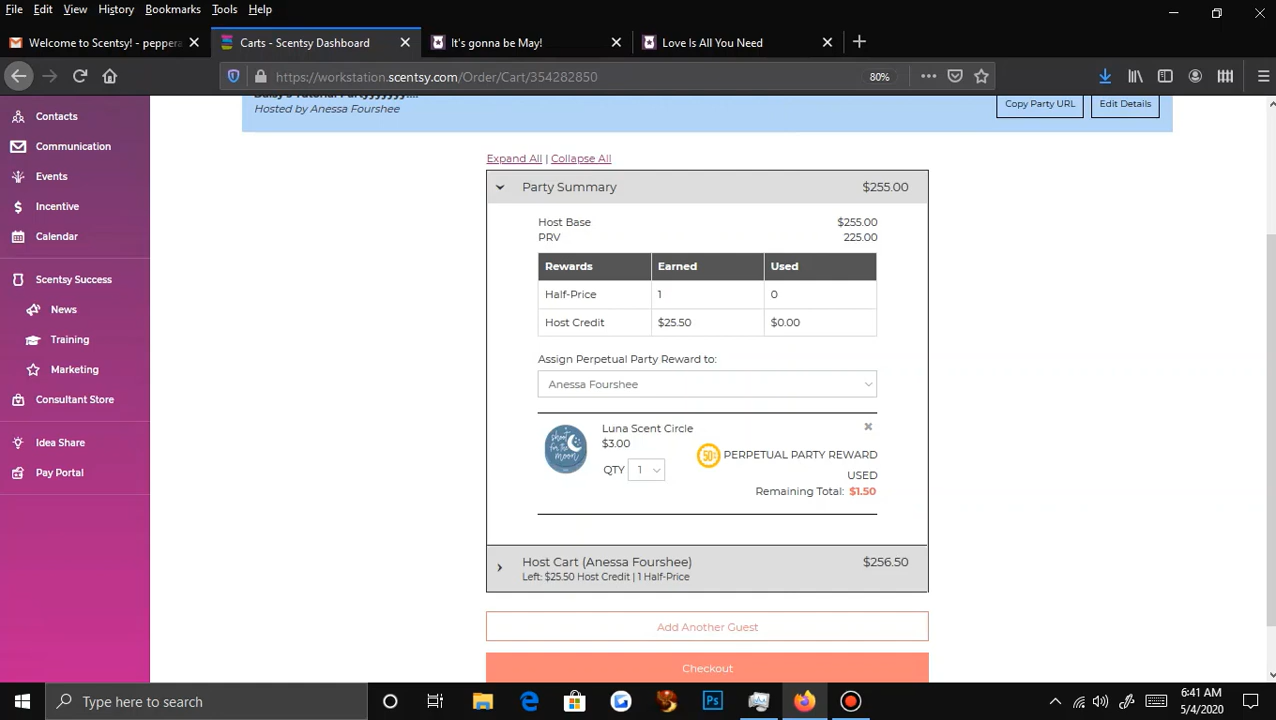 File Edit View History Bookmarks Tools Help
Welcome to Scentsy! - peppera
Carts - Scentsy Dashboard
It's gonna be May!
Love Is All You Need
https://workstation.scentsy.com/Order/Cart/354282850
80%
Hosted by Anessa Fourshee
Copy Party URL
Edit Details
Contacts
Communication
Events
Incentive
Calendar
Scentsy Success
News
Training
Marketing
Consultant Store
Idea Share
Pay Portal
Expand All | Collapse All
Party Summary $255.00
Host Base $255.00
PRV 225.00
Rewards Earned Used
Half-Price 1 0
Host Credit $25.50 $0.00
Assign Perpetual Party Reward to:
Anessa Fourshee
shoot
for the
moon
Luna Scent Circle
$3.00
QTY 1
50%
PERPETUAL PARTY REWARD
USED
Remaining Total: $1.50
Host Cart (Anessa Fourshee) $256.50
Left: $25.50 Host Credit | 1 Half-Price
Add Another Guest
Checkout
Type here to search
Ps
6:41 AM
5/4/2020